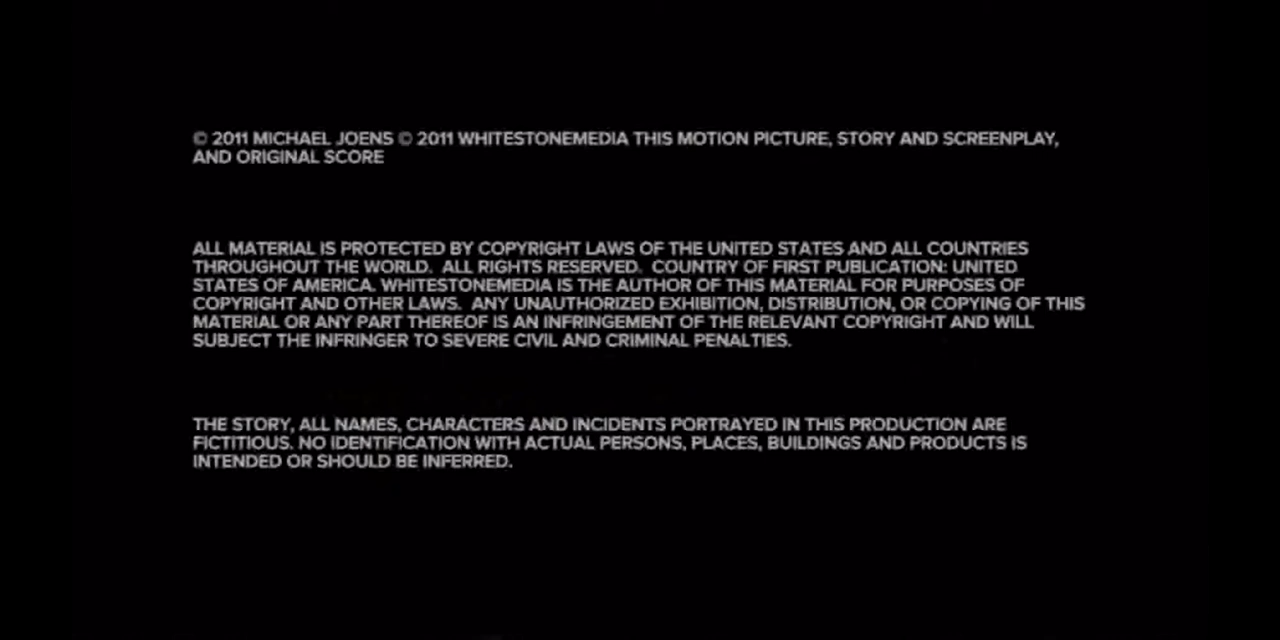 © 2011 MICHAEL JOENS © 2011 WHITESTONEMEDIA THIS MOTION PICTURE, STORY AND SCREENPLAY,
AND ORIGINAL SCORE
ALL MATERIAL IS PROTECTED BY COPYRIGHT LAWS OF THE UNITED STATES AND ALL COUNTRIES
THROUGHOUT THE WORLD.  ALL RIGHTS RESERVED.  COUNTRY OF FIRST PUBLICATION: UNITED
STATES OF AMERICA. WHITESTONEMEDIA IS THE AUTHOR OF THIS MATERIAL FOR PURPOSES OF
COPYRIGHT AND OTHER LAWS.  ANY UNAUTHORIZED EXHIBITION, DISTRIBUTION, OR COPYING OF THIS
MATERIAL OR ANY PART THEREOF IS AN INFRINGEMENT OF THE RELEVANT COPYRIGHT AND WILL
SUBJECT THE INFRINGER TO SEVERE CIVIL AND CRIMINAL PENALTIES.
THE STORY, ALL NAMES, CHARACTERS AND INCIDENTS PORTRAYED IN THIS PRODUCTION ARE
FICTITIOUS. NO IDENTIFICATION WITH ACTUAL PERSONS, PLACES, BUILDINGS AND PRODUCTS IS
INTENDED OR SHOULD BE INFERRED.